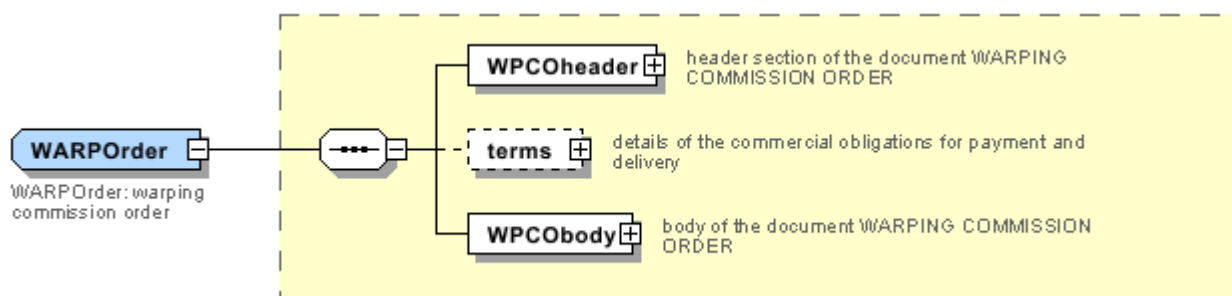 WPCOheader
header section of the document WARPING
COMMISSION ORDER
WARPOrder
WARPOrder: warping
commission order
terms
details of the commercial obligations for payment and
delivery
WPCObody
body of the document WARPING COMMISSION
ORDER